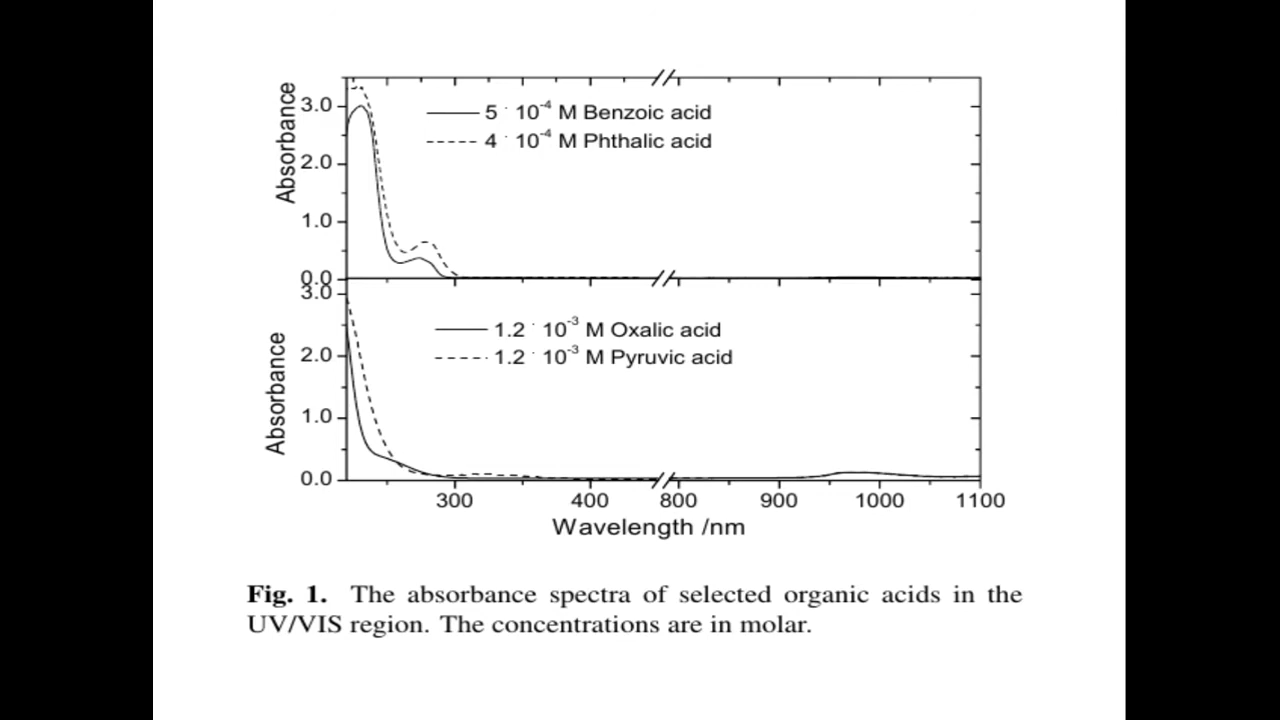 Absorbance
3.0
2.0
1.0
0.0
5 · 10-4 M Benzoic acid
4 · 10-4 M Phthalic acid
Absorbance
3.0
2.0
1.0
0.0
1.2 · 10-3 M Oxalic acid
1.2 · 10-3 M Pyruvic acid
300 400 800 900 1000 1100
Wavelength /nm
Fig. 1. The absorbance spectra of selected organic acids in the
UV/VIS region. The concentrations are in molar.